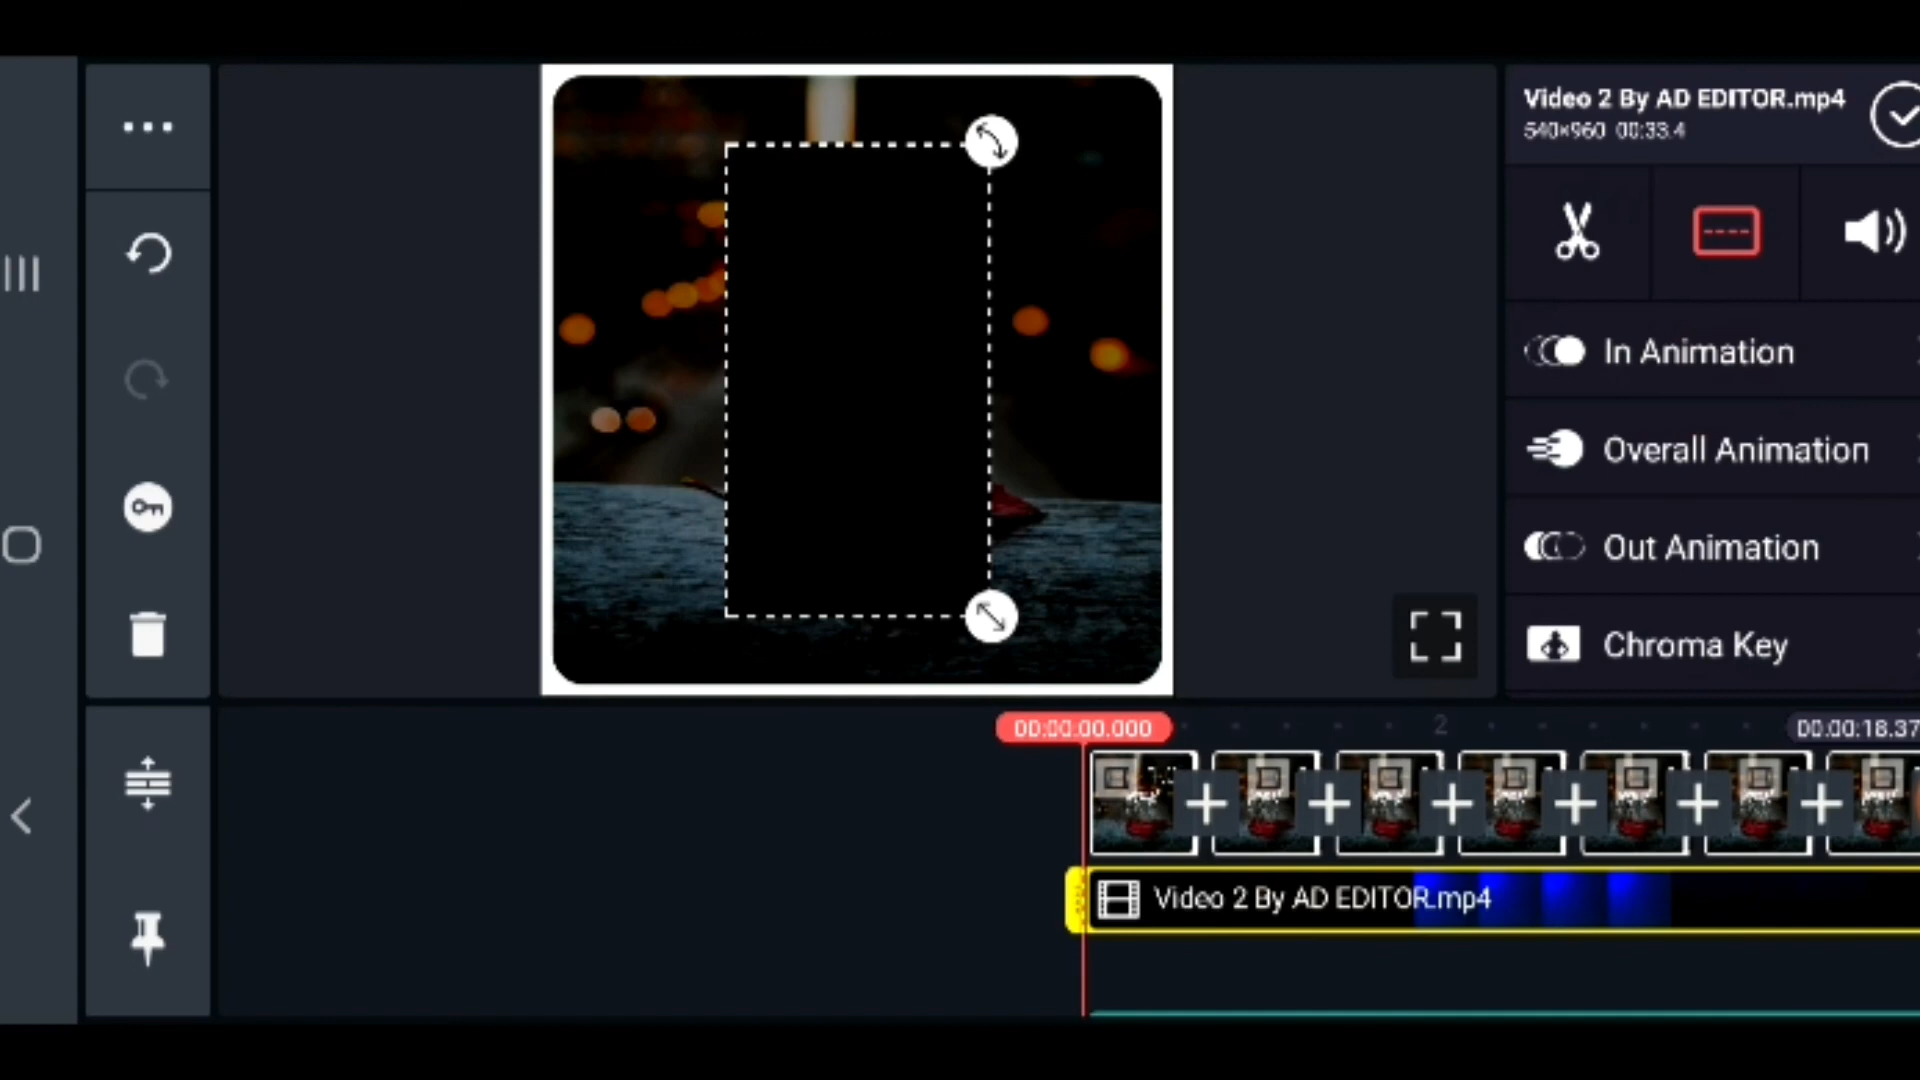 Video 2 By AD EDITOR.mp4
540×960 00:33.4
In Animation
Overall Animation
Out Animation
Chroma Key
00:00:00.000
2
00:00:18.37
Video 2 By AD EDITOR.mp4